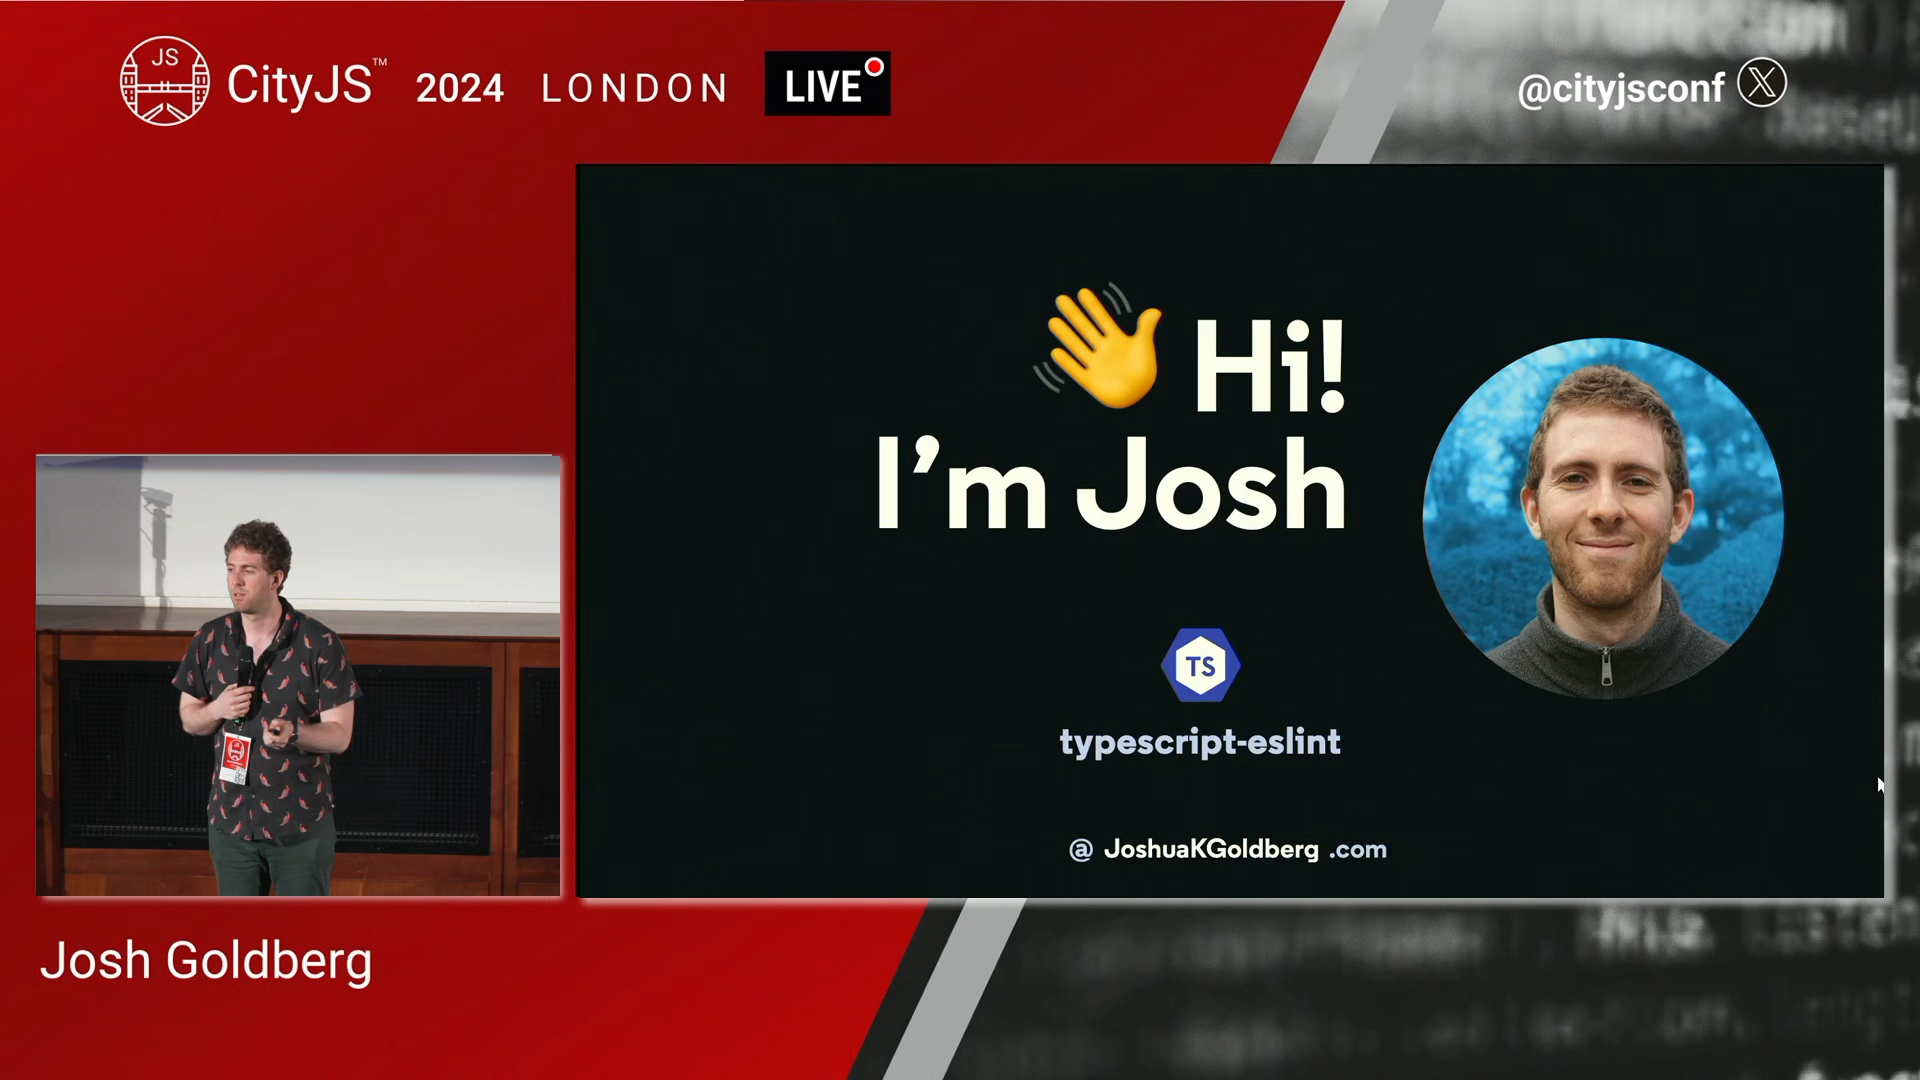 JS
CityJS™ 2024 LONDON LIVE
@cityjsconf
Hi!
I'm Josh
TS
typescript-eslint
@ JoshuaKGoldberg .com
Josh Goldberg